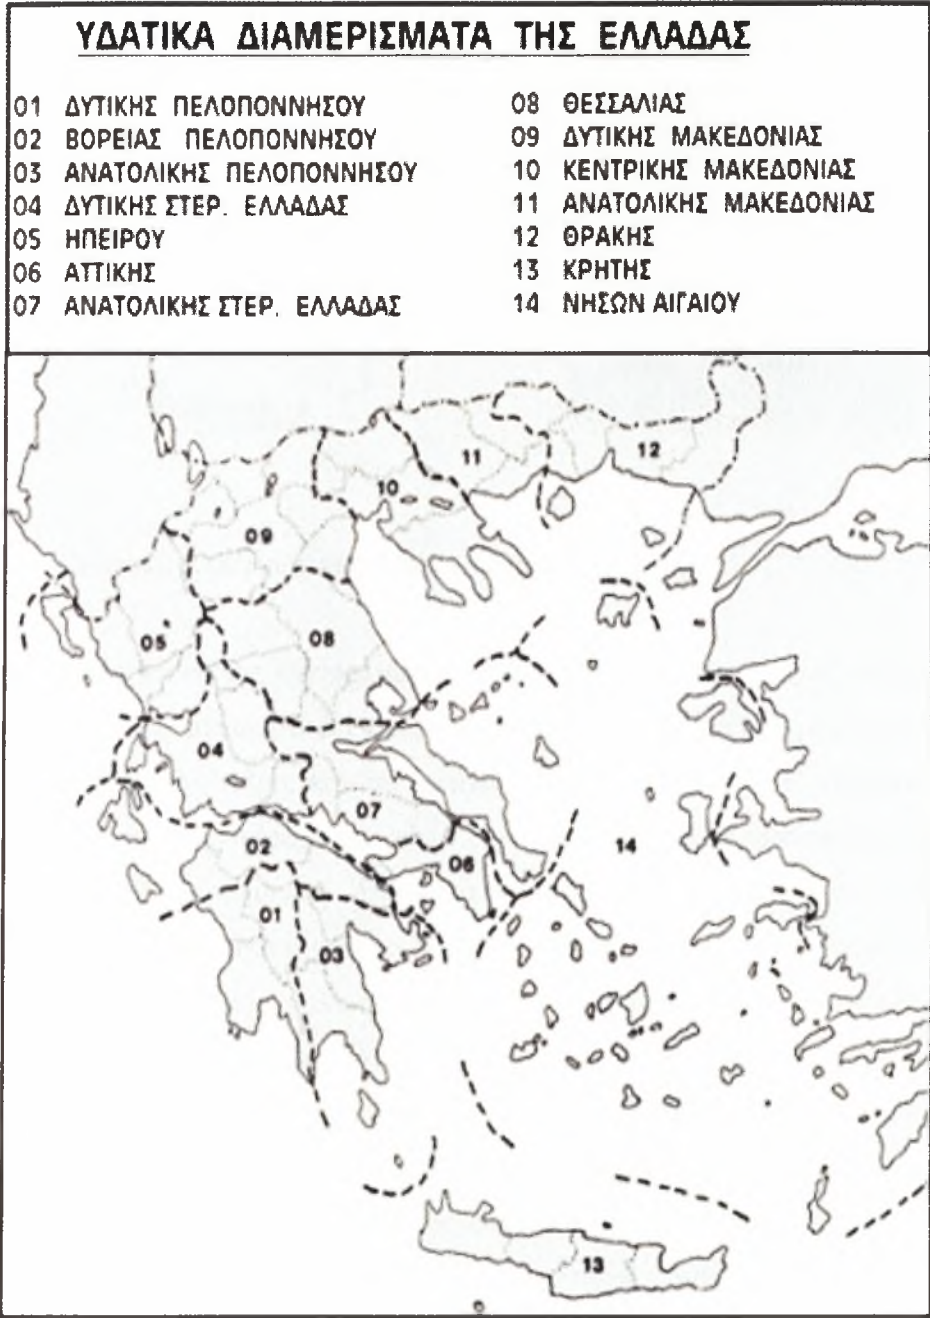 ΥΔΑΤΙΚΑ ΔΙΑΜΕΡΙΣΜΑΤΑ ΤΗΣ ΕΛΛΑΔΑΣ
01 ΔΥΤΙΚΗΣ ΠΕΛΟΠΟΝΝΗΣΟΥ
02 ΒΟΡΕΙΑΣ ΠΕΛΟΠΟΝΝΗΣΟΥ
03 ΑΝΑΤΟΛΙΚΗΣ ΠΕΛΟΠΟΝΝΗΣΟΥ
04 ΔΥΤΙΚΗΣ ΣΤΕΡ. ΕΛΛΑΔΑΣ
05 ΗΠΕΙΡΟΥ
06 ΑΤΤΙΚΗΣ
07 ΑΝΑΤΟΛΙΚΗΣ ΣΤΕΡ. ΕΛΛΑΔΑΣ
08 ΘΕΣΣΑΛΙΑΣ
09 ΔΥΤΙΚΗΣ ΜΑΚΕΔΟΝΙΑΣ
10 ΚΕΝΤΡΙΚΗΣ ΜΑΚΕΔΟΝΙΑΣ
11 ΑΝΑΤΟΛΙΚΗΣ ΜΑΚΕΔΟΝΙΑΣ
12 ΘΡΑΚΗΣ
13 ΚΡΗΤΗΣ
14 ΝΗΣΩΝ ΑΙΓΑΙΟΥ
12
11
10
09
05
08
04
07
02
06
14
01
03
13